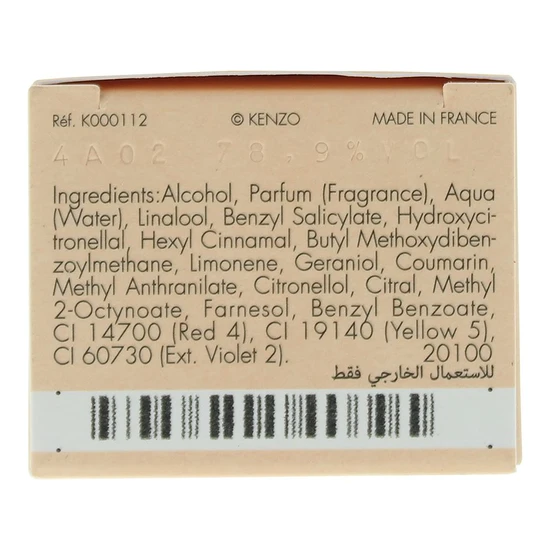 Réf. K000112 © KENZO MADE IN FRANCE
4A02 78,9% VOL
Ingredients:Alcohol, Parfum (Fragrance), Aqua
(Water), Linalool, Benzyl Salicylate, Hydroxyci-
tronellal, Hexyl Cinnamal, Butyl Methoxydiben-
zoylmethane, Limonene, Geraniol, Coumarin,
Methyl Anthranilate, Citronellol, Citral, Methyl
2-Octynoate, Farnesol, Benzyl Benzoate,
CI 14700 (Red 4), CI 19140 (Yellow 5),
CI 60730 (Ext. Violet 2). 20100
للاستعمال الخارجي فقط